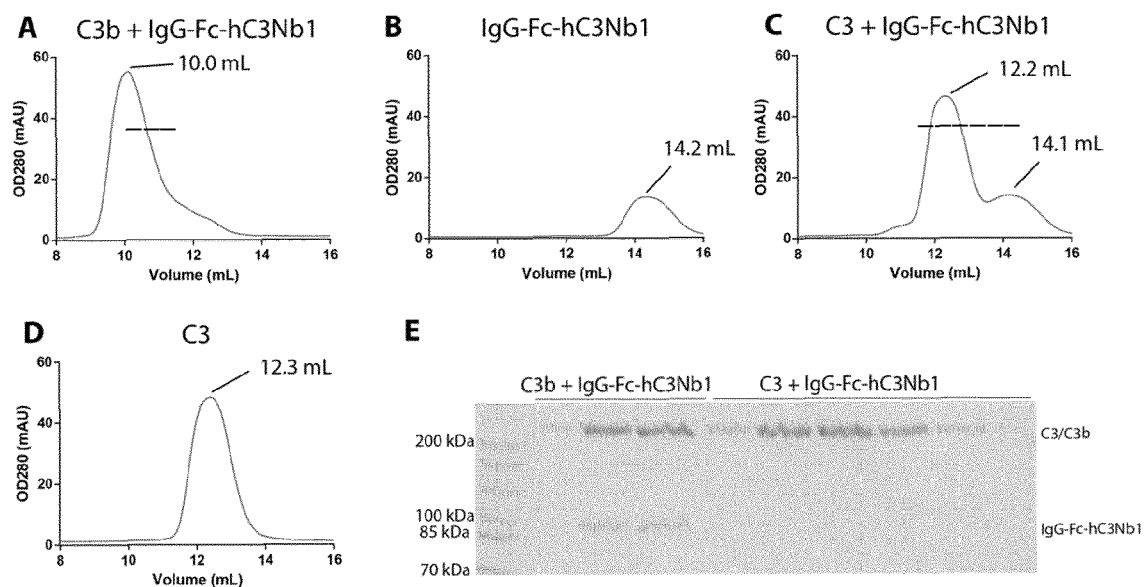 A C3b + IgG-Fc-hC3Nb1
60
40
20
0
OD280 (mAU)
10.0 mL
8 10 12 14 16
Volume (mL)
B IgG-Fc-hC3Nb1
60
40
20
0
OD280 (mAU)
14.2 mL
8 10 12 14 16
Volume (mL)
C C3 + IgG-Fc-hC3Nb1
60
40
20
0
OD280 (mAU)
12.2 mL
14.1 mL
8 10 12 14 16
Volume (mL)
D C3
60
40
20
0
OD280 (mAU)
12.3 mL
8 10 12 14 16
Volume (mL)
E
C3b + IgG-Fc-hC3Nb1 C3 + IgG-Fc-hC3Nb1
200 kDa
100 kDa
85 kDa
70 kDa
C3/C3b
IgG-Fc-hC3Nb1